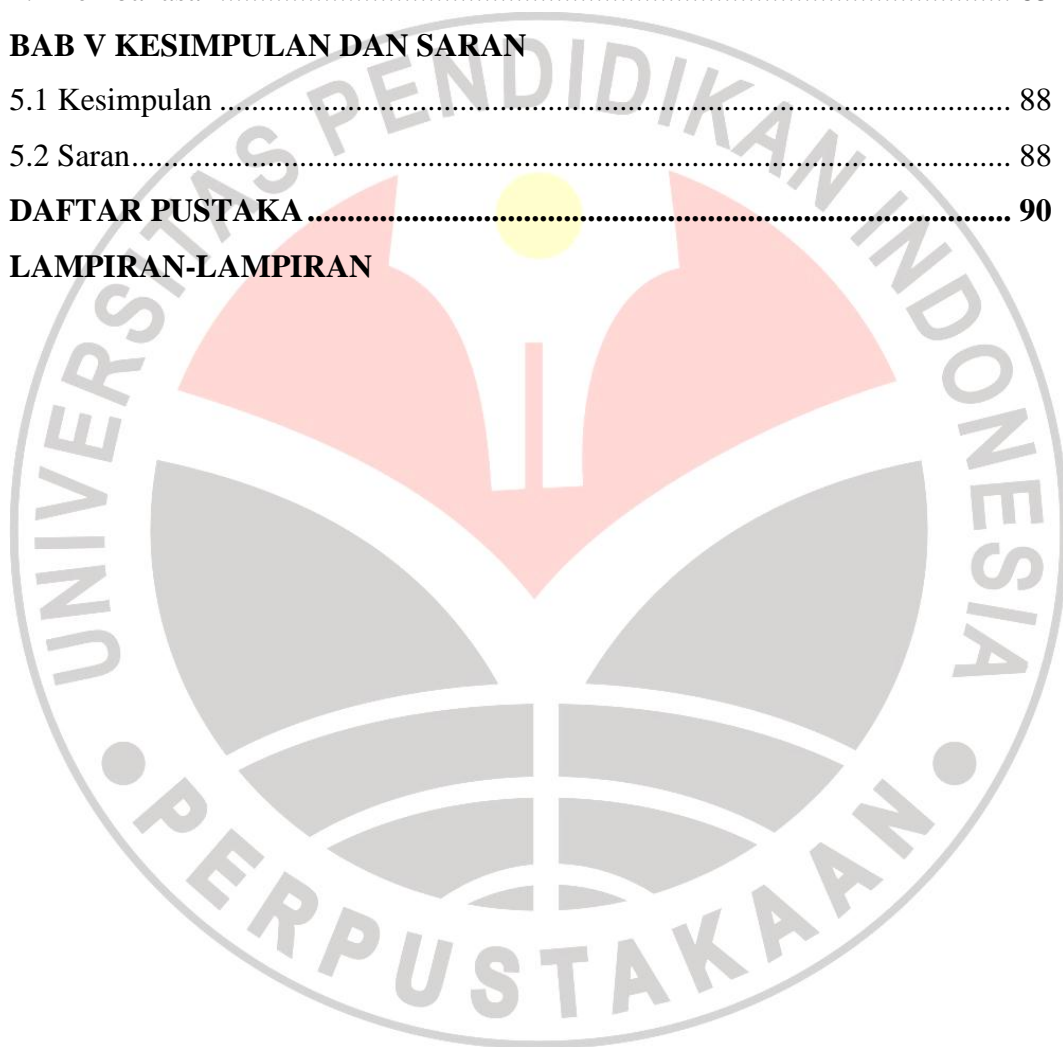 BAB V KESIMPULAN DAN SARAN
5.1 Kesimpulan ........................................................................................................ 88
5.2 Saran.................................................................................................................... 88
DAFTAR PUSTAKA ............................................................................................ 90
LAMPIRAN-LAMPIRAN
UNIVERSITAS PENDIDIKAN INDONESIA
• PERPUSTAKAAN •